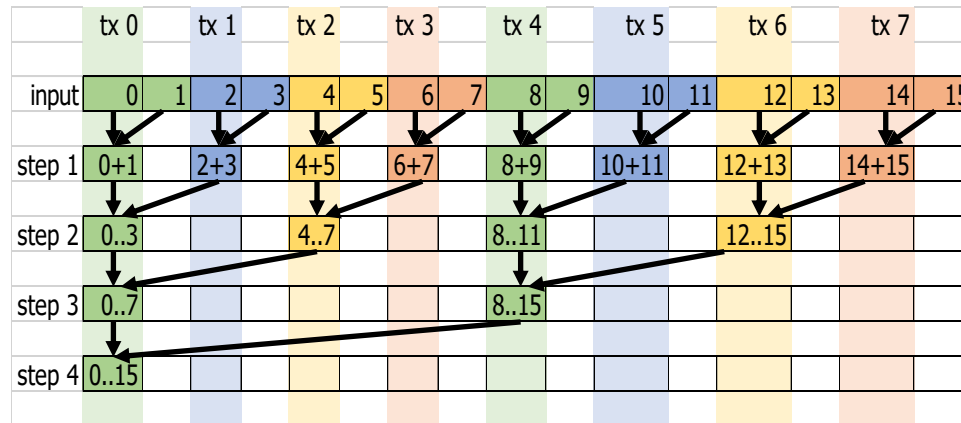 tx 0 tx 1 tx 2 tx 3 tx 4 tx 5 tx 6 tx 7
input 0 1 2 3 4 5 6 7 8 9 10 11 12 13 14 15
step 1 0+1 2+3 4+5 6+7 8+9 10+11 12+13 14+15
step 2 0..3 4..7 8..11 12..15
step 3 0..7 8..15
step 4 0..15